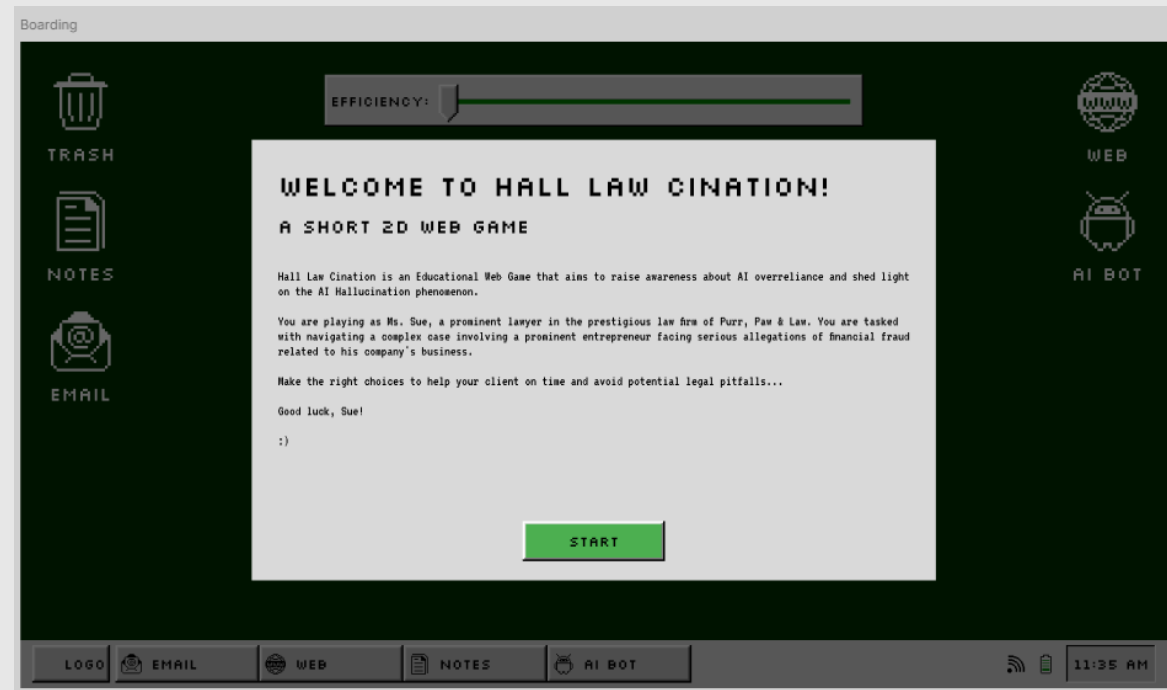 Boarding
EFFICIENCY:
TRASH
WEB
WELCOME TO HALL LAW CINATION!
A SHORT 2D WEB GAME
NOTES
AI BOT
Hall Law Cination is an Educational Web Game that aims to raise awareness about AI overreliance and shed light
on the AI Hallucination phenomenon.
You are playing as Ms. Sue, a prominent lawyer in the prestigious law firm of Purr, Paw & Law. You are tasked
with navigating a complex case involving a prominent entrepreneur facing serious allegations of financial fraud
related to his company's business.
Make the right choices to help your client on time and avoid potential legal pitfalls...
EMAIL
Good luck, Sue!
:)
START
LOGO
EMAIL
WEB
NOTES
AI BOT
11:35 AM